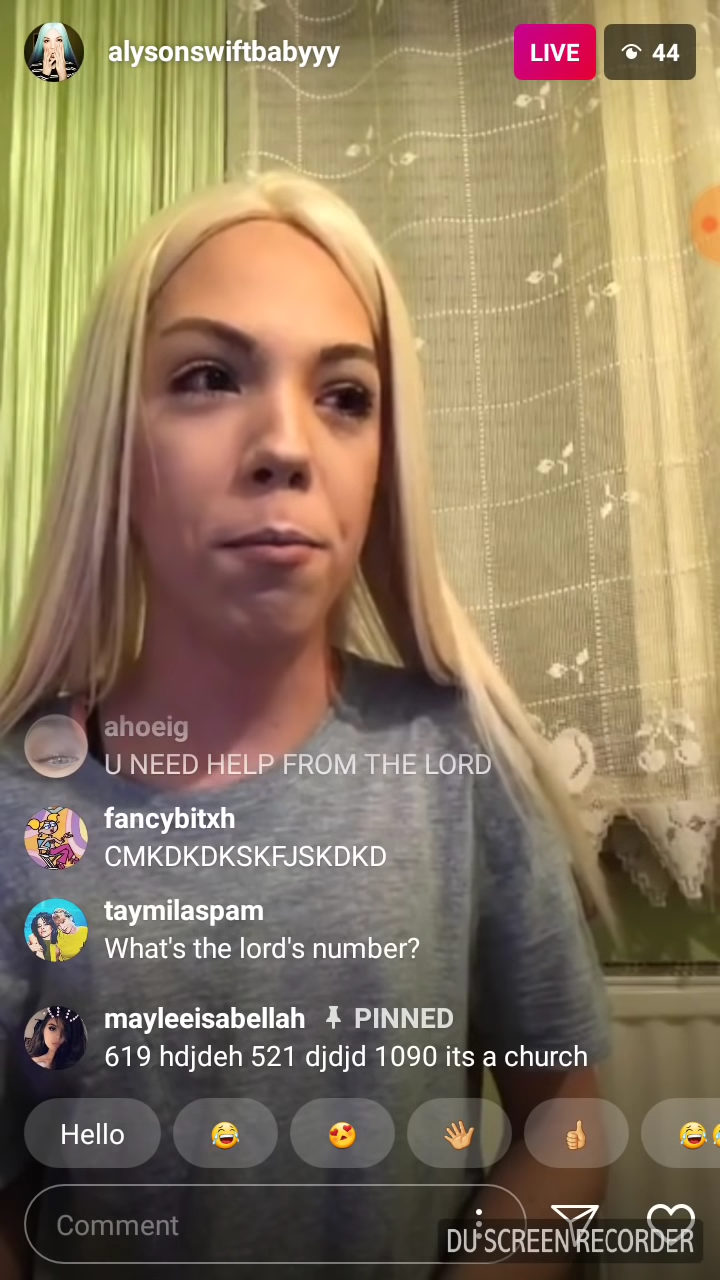 alysonswiftbabyyy LIVE 44
ahoeig
U NEED HELP FROM THE LORD
fancybitxh
CMKDKDKSKFJSKDKD
taymilaspam
What's the lord's number?
mayleeisabellah PINNED
619 hdjdeh 521 djdjd 1090 its a church
Hello
Comment
DU SCREEN RECORDER